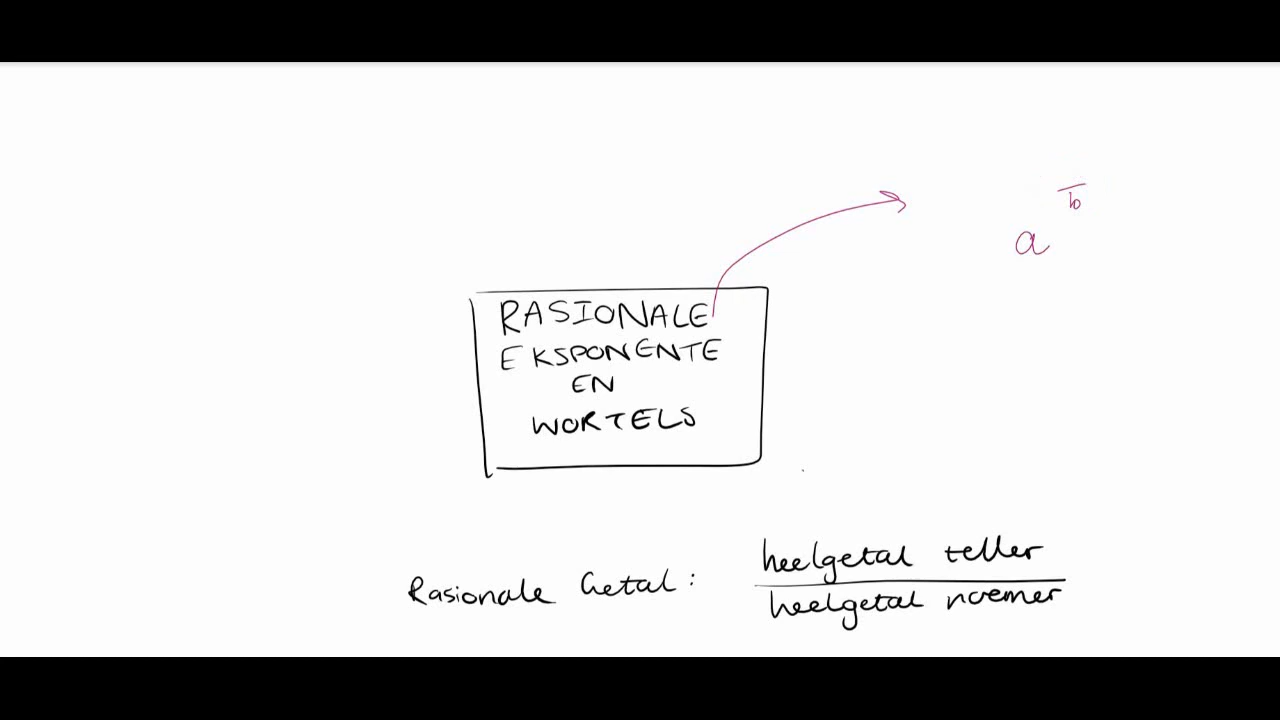 b
a
RASIONALE
EKSPONENTE
EN
WORTELS
heelgetal teller
Rasionale Getal:
heelgetal noemer